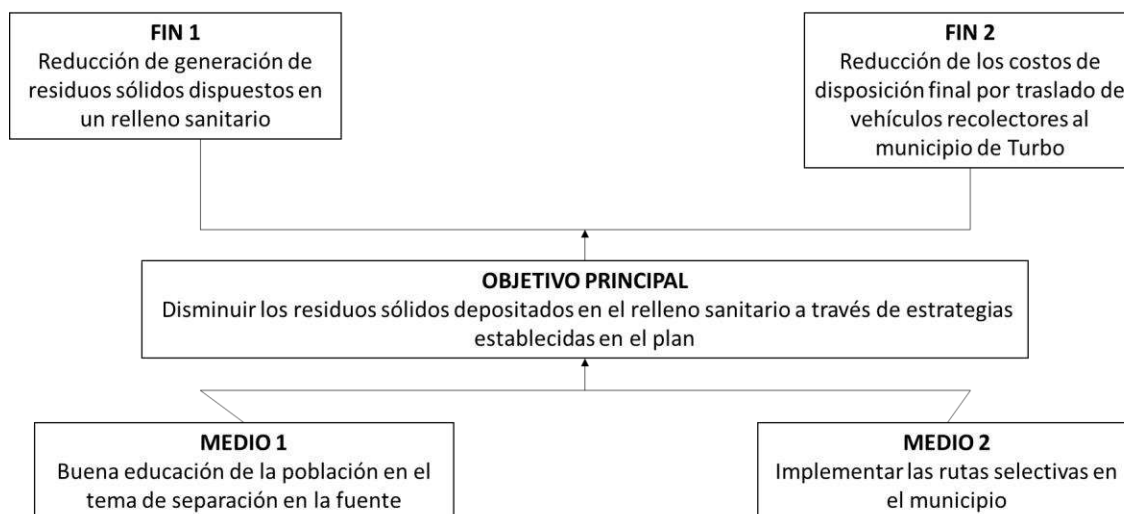 FIN 1
Reducción de generación de
residuos sólidos dispuestos en
un relleno sanitario
FIN 2
Reducción de los costos de
disposición final por traslado de
vehículos recolectores al
municipio de Turbo
OBJETIVO PRINCIPAL
Disminuir los residuos sólidos depositados en el relleno sanitario a través de estrategias
establecidas en el plan
MEDIO 1
Buena educación de la población en el
tema de separación en la fuente
MEDIO 2
Implementar las rutas selectivas en
el municipio